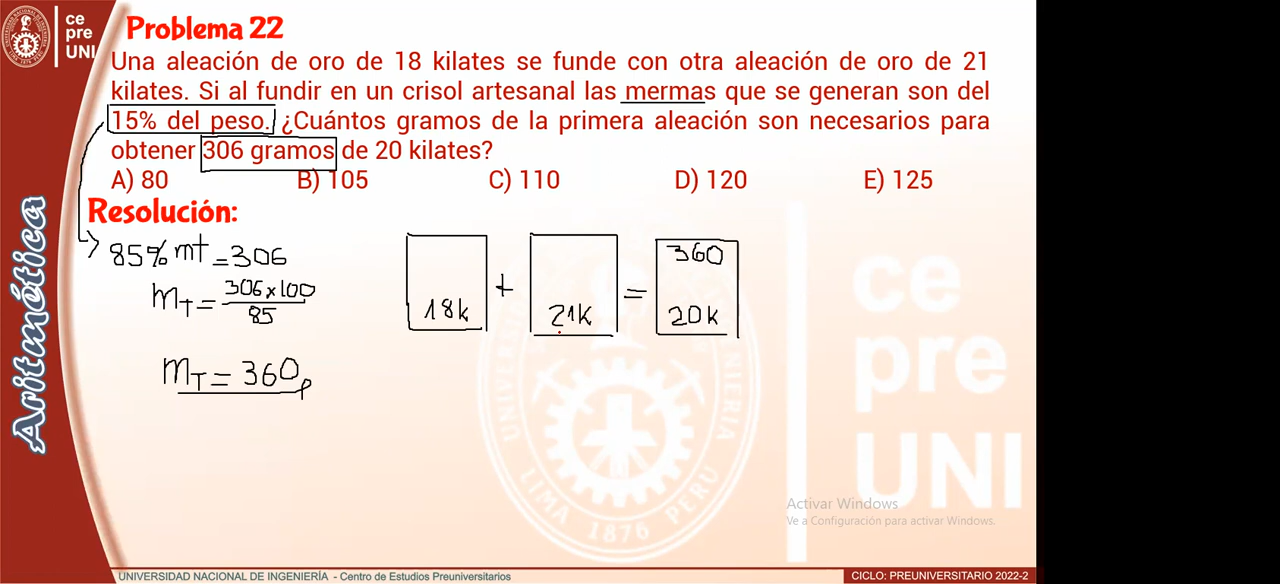 ce
pre
UNI
Problema 22
Una aleación de oro de 18 kilates se funde con otra aleación de oro de 21
kilates. Si al fundir en un crisol artesanal las mermas que se generan son del
15% del peso. ¿Cuántos gramos de la primera aleación son necesarios para
obtener 306 gramos de 20 kilates?
A) 80 B) 105 C) 110 D) 120 E) 125
Resolución:
85% mt = 306
mT = 306×100
85
mT = 360
18k + 21k = 360
20k
Aritmética
ce
pre
UNI
LIMA 1876 PERU
Activar Windows
Ve a Configuración para activar Windows.
UNIVERSIDAD NACIONAL DE INGENIERÍA - Centro de Estudios Preuniversitarios
CICLO: PREUNIVERSITARIO 2022-2